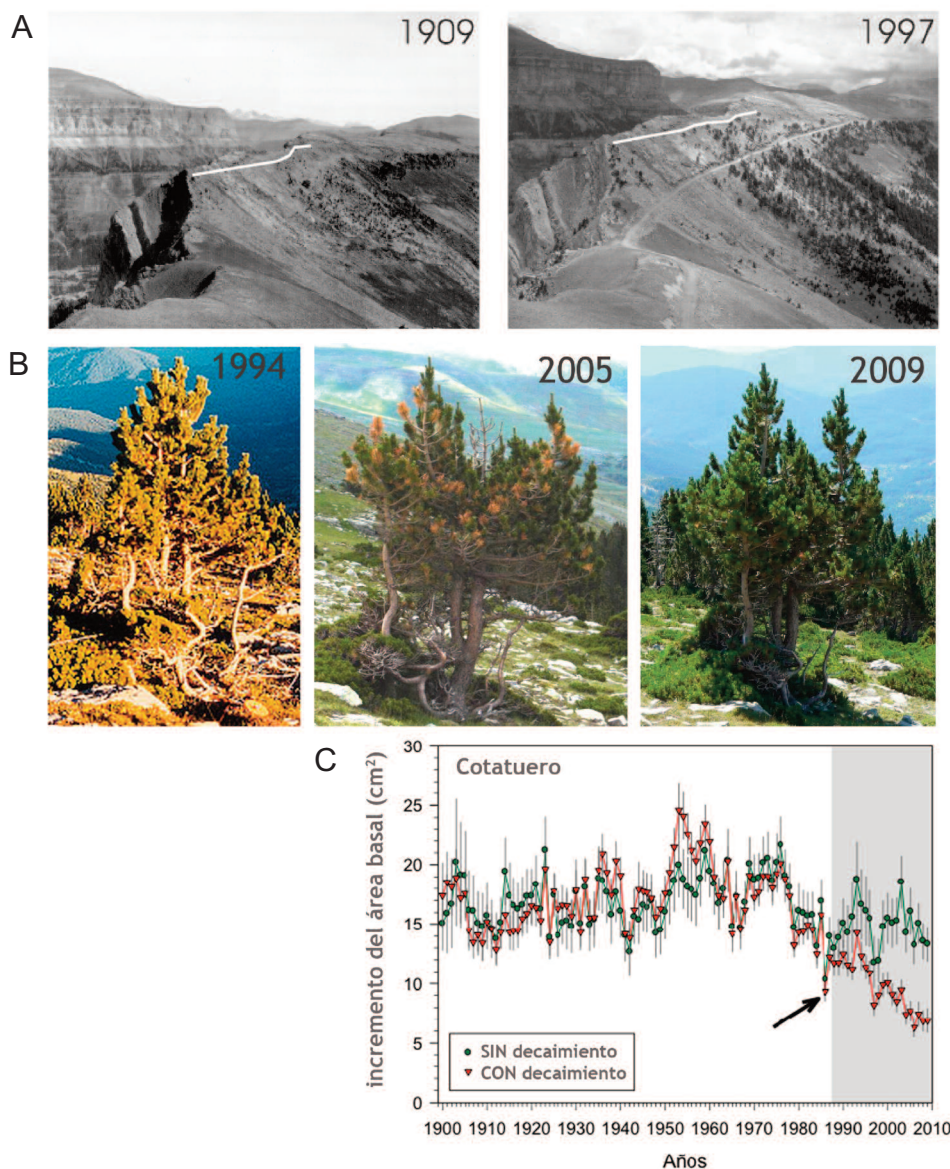 A
1909
1997
B
1994
2005
2009
C
Cotatuero
incremento del área basal (cm²)
30
25
20
15
10
5
0
SIN decaimiento
CON decaimiento
1900 1910 1920 1930 1940 1950 1960 1970 1980 1990 2000 2010
Años